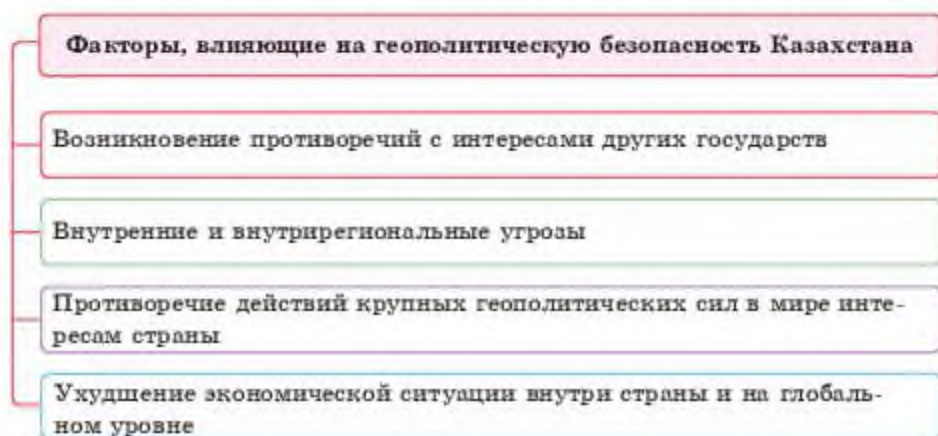 Факторы, влияющие на геополитическую безопасность Казахстана
Возникновение противоречий с интересами других государств
Внутренние и внутрирегиональные угрозы
Противоречие действий крупных геополитических сил в мире инте-
ресам страны
Ухудшение экономической ситуации внутри страны и на глобаль-
ном уровне